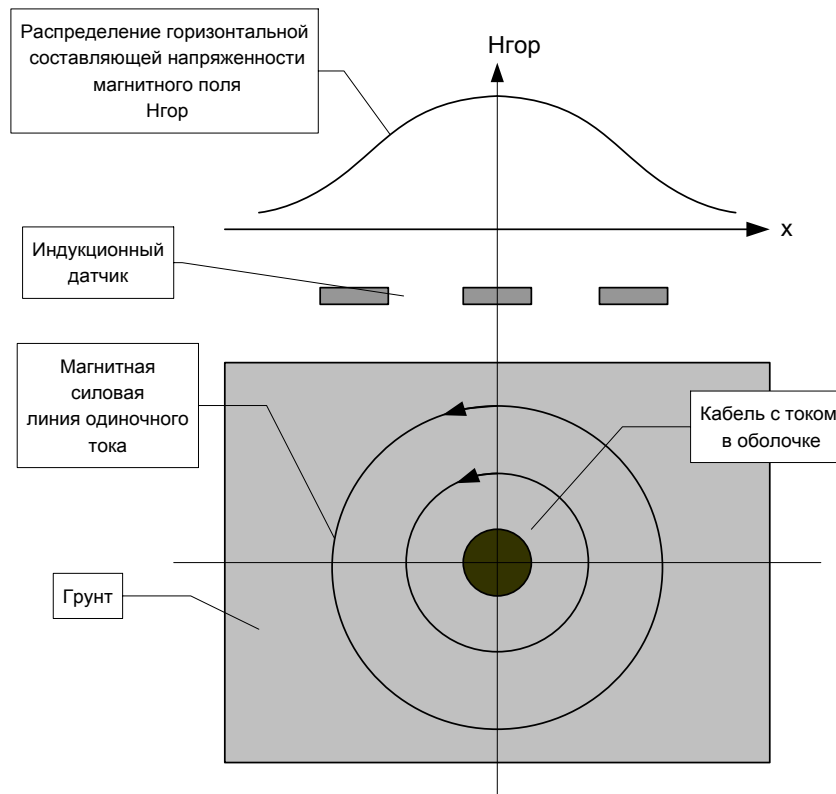 Распределение горизонтальной
составляющей напряженности
магнитного поля
Нгор
Нгор
x
Индукционный
датчик
Магнитная
силовая
линия одиночного
тока
Кабель с током
в оболочке
Грунт